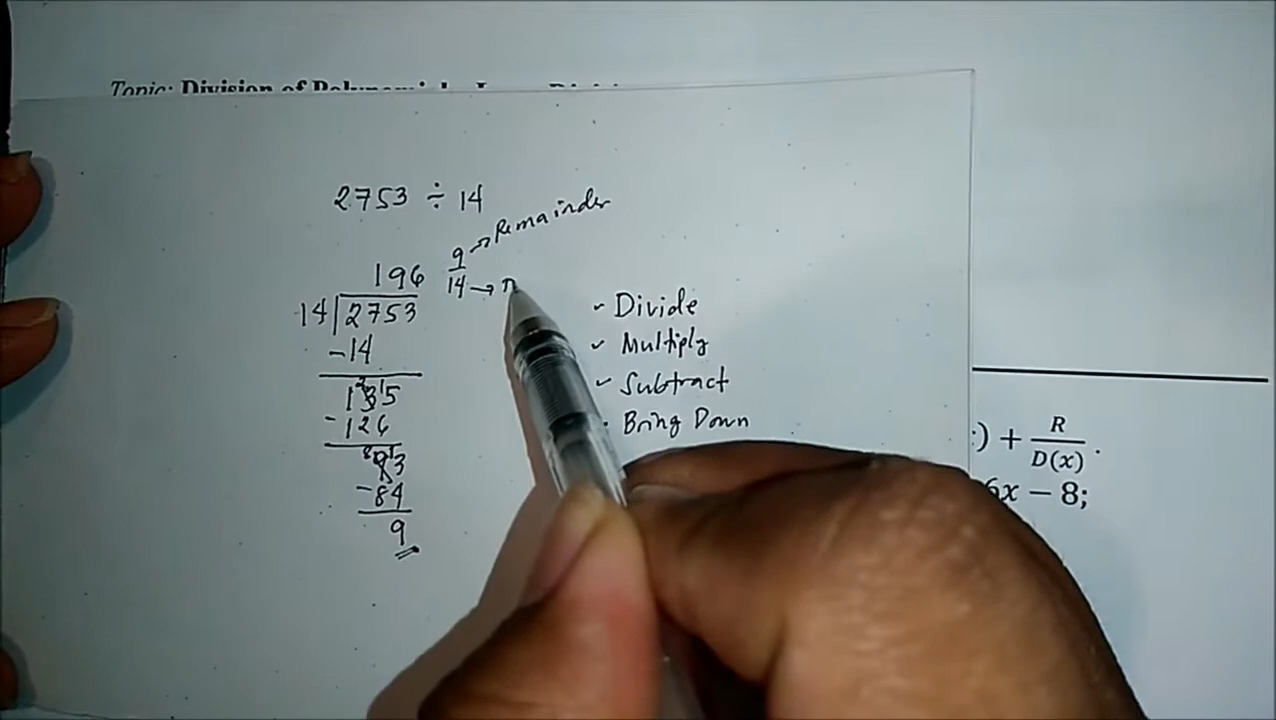 Topic: Division of Polynomials
2753 ÷ 14
9 → Remainder
196
14 →
14 2753
-14
135
-126
93
-84
9
Divide
Multiply
Subtract
Bring Down
) + R / D(x) .
6x − 8;